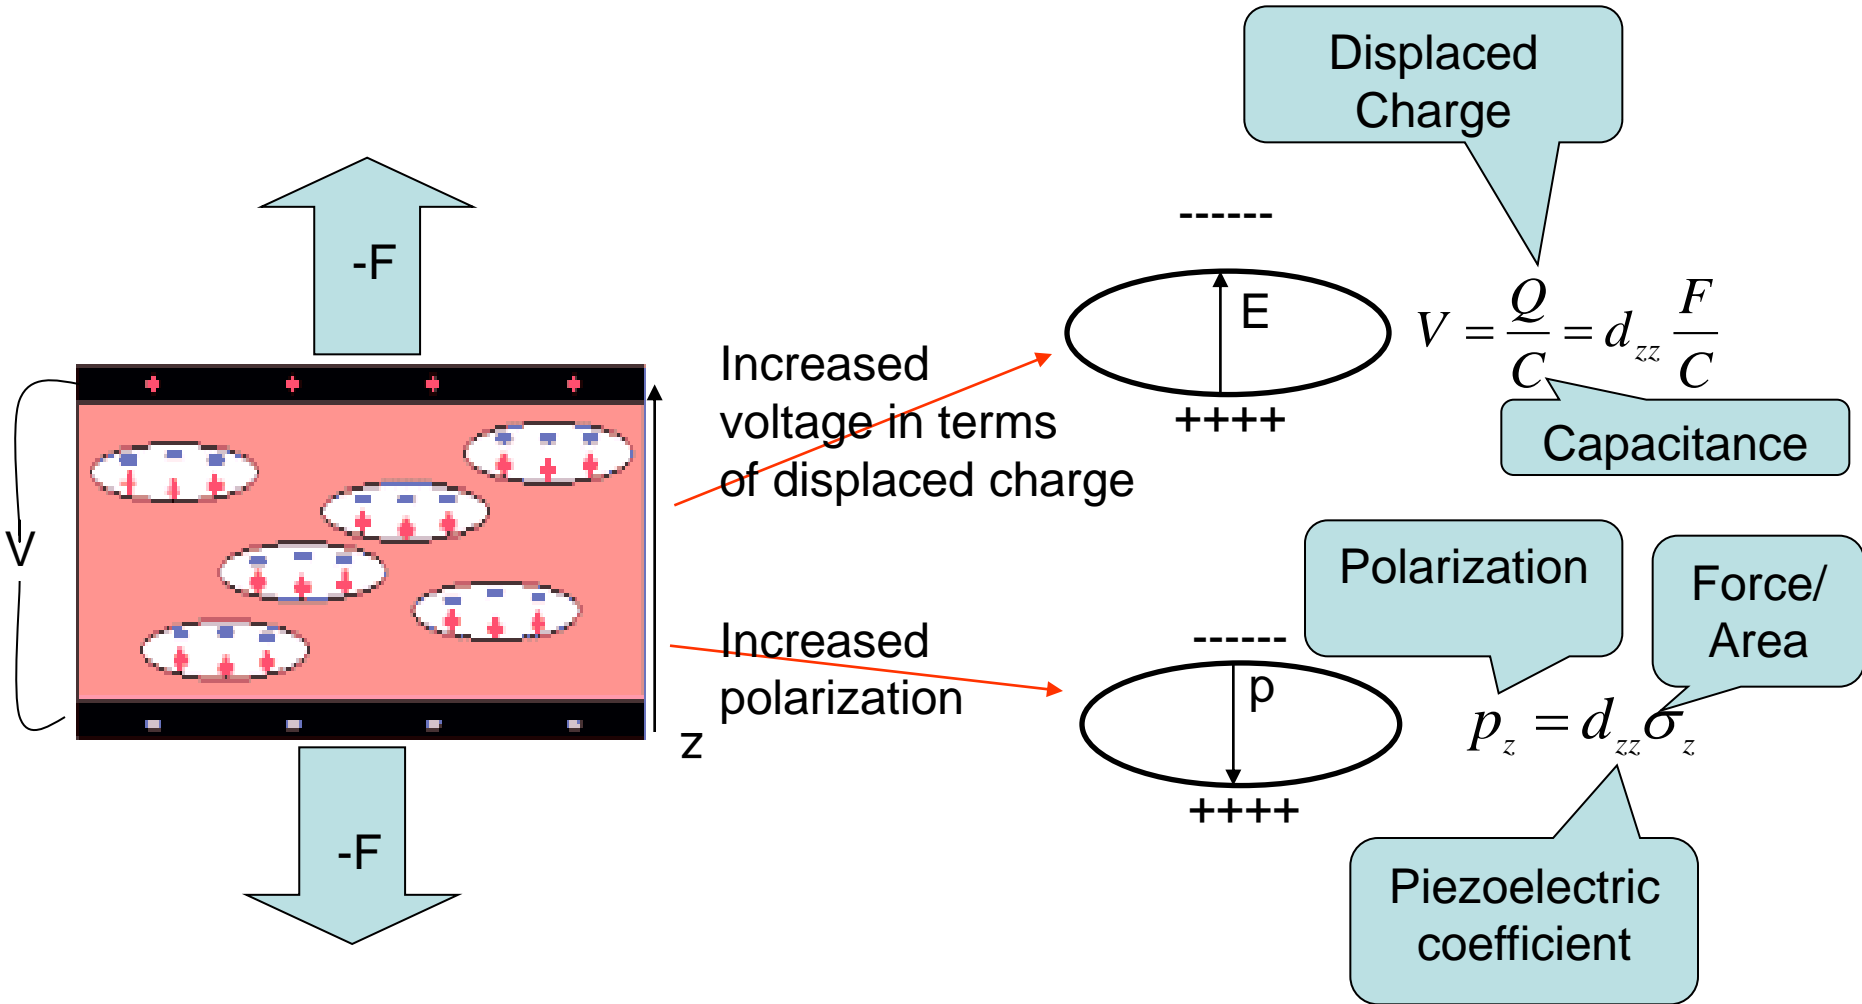 Displaced
Charge
-F
------
E
V = Q/C = d_zz F/C
Increased
voltage in terms
of displaced charge
++++
Capacitance
V
Polarization
Force/
Area
Increased
polarization
------
p
p_z = d_zz σ_z
z
++++
-F
Piezoelectric
coefficient